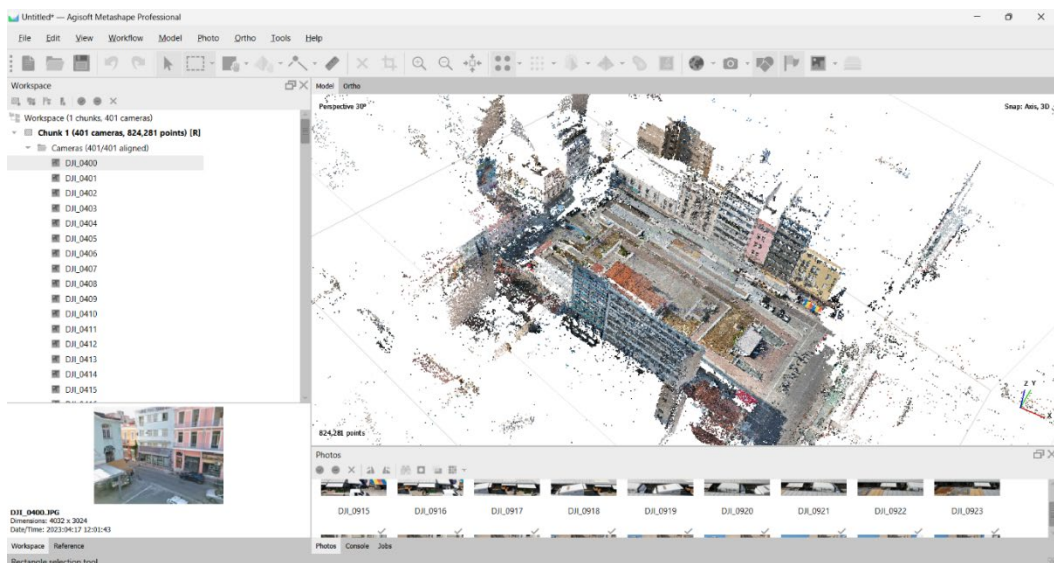 Untitled* — Agisoft Metashape Professional
File Edit View Workflow Model Photo Ortho Tools Help
Workspace
Model Ortho
Perspective 30°
Snap: Axis, 3D
Workspace (1 chunks, 401 cameras)
Chunk 1 (401 cameras, 824,281 points) [R]
Cameras (401/401 aligned)
DJI_0400
DJI_0401
DJI_0402
DJI_0403
DJI_0404
DJI_0405
DJI_0406
DJI_0407
DJI_0408
DJI_0409
DJI_0410
DJI_0411
DJI_0412
DJI_0413
DJI_0414
DJI_0415
Z Y
X
824,281 points
Photos
DJI_0915 DJI_0916 DJI_0917 DJI_0918 DJI_0919 DJI_0920 DJI_0921 DJI_0922 DJI_0923
DJI_0400.JPG
Dimensions: 4032 x 3024
Date/Time: 2023:04:17 12:01:43
Workspace Reference
Photos Console Jobs
Rectangle selection tool